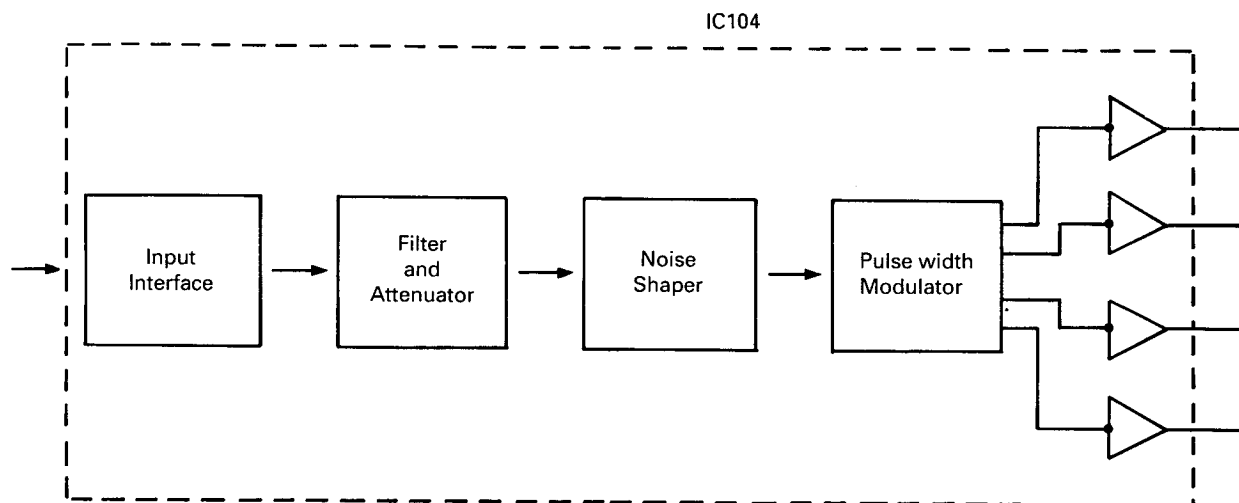 IC104
Input
Interface
Filter
and
Attenuator
Noise
Shaper
Pulse width
Modulator